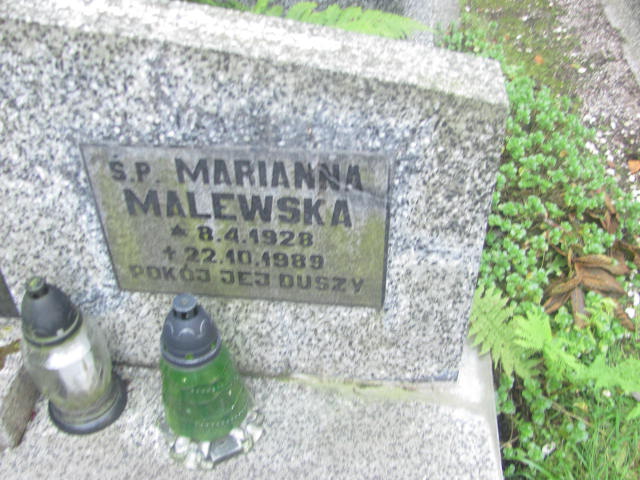 Ś.P. MARIANNA
MALEWSKA
* 8.4.1928
+ 22.10.1989
POKÓJ JEJ DUSZY